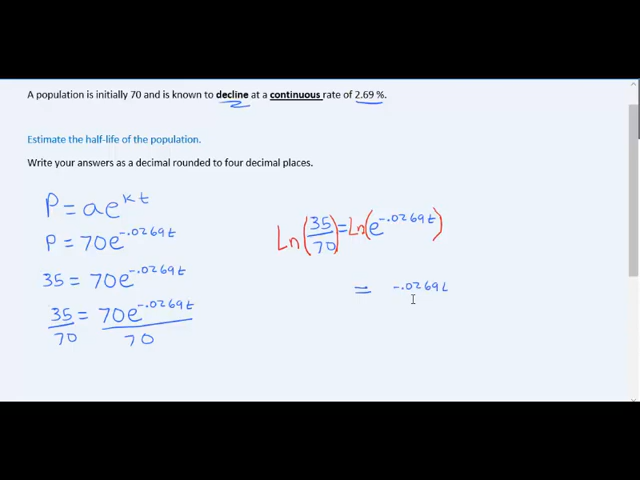 A population is initially 70 and is known to decline at a continuous rate of 2.69 %.
Estimate the half-life of the population.
Write your answers as a decimal rounded to four decimal places.
P = ae^kt
P = 70e^-.0269t
35 = 70e^-.0269t
35/70 = 70e^-.0269t/70
Ln(35/70) = Ln(e^-.0269t)
= -.0269t